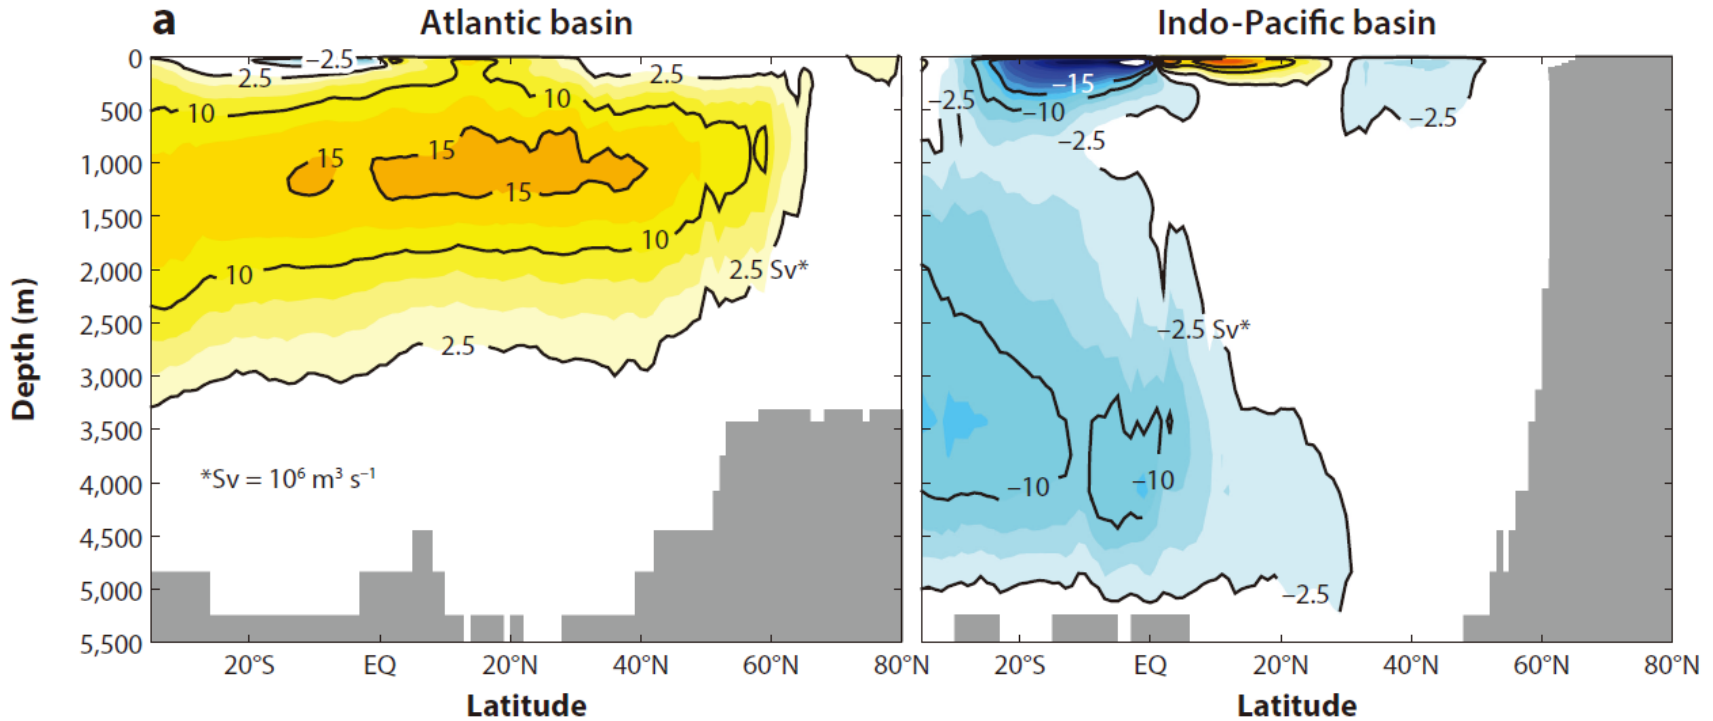 a
Atlantic basin
Indo-Pacific basin
Depth (m)
0
500
1,000
1,500
2,000
2,500
3,000
3,500
4,000
4,500
5,000
5,500
2.5
−2.5
2.5
10
10
15
15
15
10
10
2.5 Sv*
2.5
*Sv = 10⁶ m³ s⁻¹
20°S
EQ
20°N
40°N
60°N
80°N
Latitude
−15
−2.5
−10
−2.5
−2.5
−2.5 Sv*
−10
−10
−2.5
20°S
EQ
20°N
40°N
60°N
80°N
Latitude